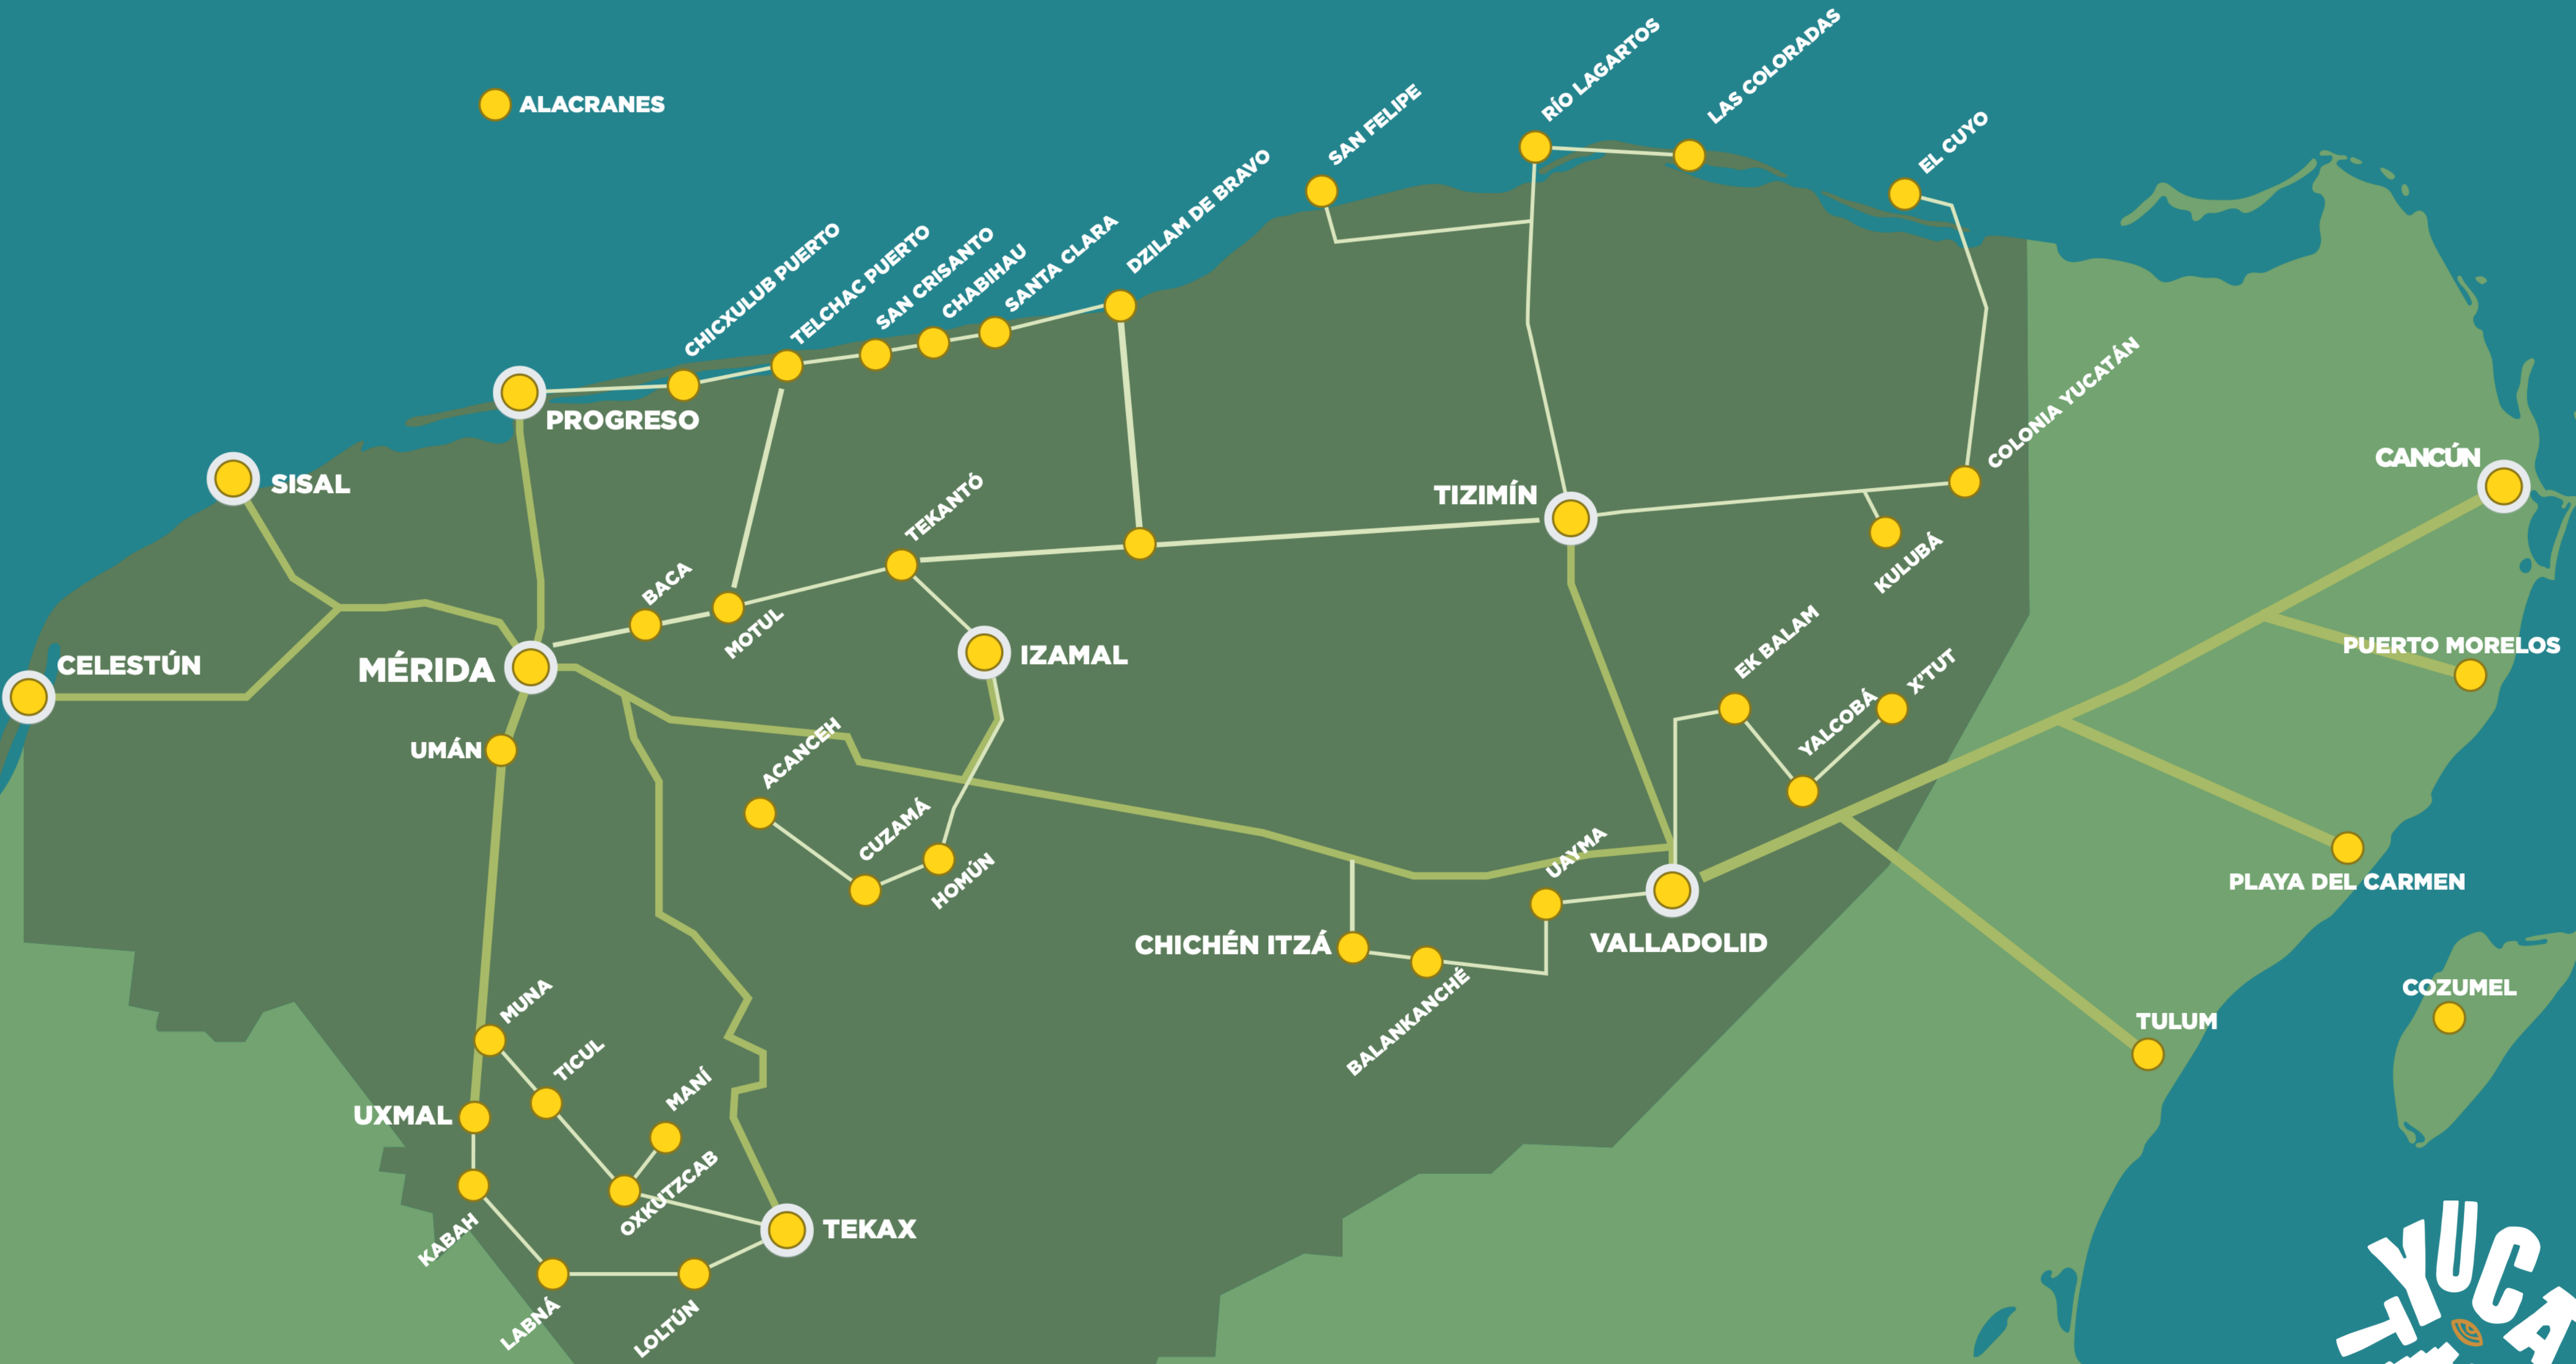 ALACRANES
SAN FELIPE
RÍO LAGARTOS
LAS COLORADAS
EL CUYO
CHICXULUB PUERTO
TELCHAC PUERTO
SAN CRISANTO
CHABIHAU
SANTA CLARA
DZILAM DE BRAVO
PROGRESO
SISAL
TEKANTÓ
TIZIMÍN
COLONIA YUCATÁN
CANCÚN
BACA
MOTUL
KULUBÁ
CELESTÚN
MÉRIDA
IZAMAL
EK BALAM
YALCOBÁ
X'TUT
PUERTO MORELOS
UMÁN
ACANCEH
CUZAMÁ
HOMÚN
UAYMA
PLAYA DEL CARMEN
CHICHÉN ITZÁ
BALANKANCHÉ
VALLADOLID
COZUMEL
TULUM
MUNA
TICUL
MANÍ
UXMAL
OXKUTZCAB
KABAH
TEKAX
LABNÁ
LOLTÚN